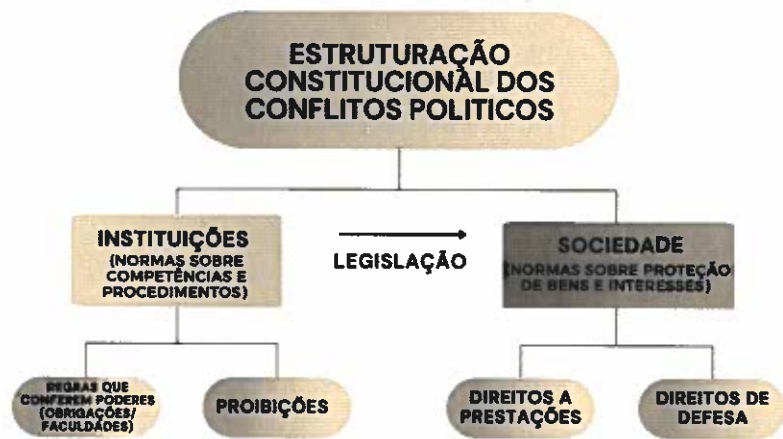 ESTRUTURAÇÃO
CONSTITUCIONAL DOS
CONFLITOS POLITICOS
INSTITUIÇÕES
(NORMAS SOBRE
COMPETÊNCIAS E
PROCEDIMENTOS)
LEGISLAÇÃO
SOCIEDADE
(NORMAS SOBRE PROTEÇÃO
DE BENS E INTERESSES)
REGRAS QUE
CONFEREM PODERES
(OBRIGAÇÕES/
FACULDADES)
PROIBIÇÕES
DIREITOS A
PRESTAÇÕES
DIREITOS DE
DEFESA